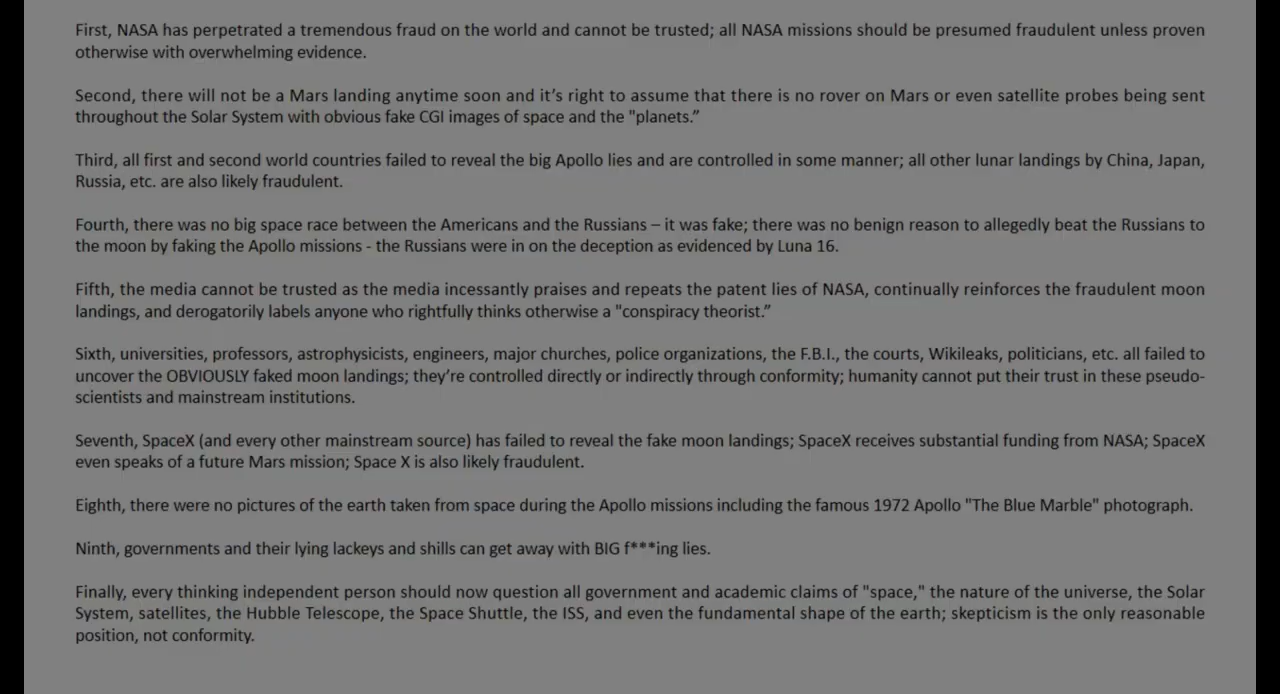 First, NASA has perpetrated a tremendous fraud on the world and cannot be trusted; all NASA missions should be presumed fraudulent unless proven
otherwise with overwhelming evidence.
Second, there will not be a Mars landing anytime soon and it’s right to assume that there is no rover on Mars or even satellite probes being sent
throughout the Solar System with obvious fake CGI images of space and the "planets.”
Third, all first and second world countries failed to reveal the big Apollo lies and are controlled in some manner; all other lunar landings by China, Japan,
Russia, etc. are also likely fraudulent.
Fourth, there was no big space race between the Americans and the Russians – it was fake; there was no benign reason to allegedly beat the Russians to
the moon by faking the Apollo missions - the Russians were in on the deception as evidenced by Luna 16.
Fifth, the media cannot be trusted as the media incessantly praises and repeats the patent lies of NASA, continually reinforces the fraudulent moon
landings, and derogatorily labels anyone who rightfully thinks otherwise a "conspiracy theorist.”
Sixth, universities, professors, astrophysicists, engineers, major churches, police organizations, the F.B.I., the courts, Wikileaks, politicians, etc. all failed to
uncover the OBVIOUSLY faked moon landings; they’re controlled directly or indirectly through conformity; humanity cannot put their trust in these pseudo-
scientists and mainstream institutions.
Seventh, SpaceX (and every other mainstream source) has failed to reveal the fake moon landings; SpaceX receives substantial funding from NASA; SpaceX
even speaks of a future Mars mission; Space X is also likely fraudulent.
Eighth, there were no pictures of the earth taken from space during the Apollo missions including the famous 1972 Apollo "The Blue Marble" photograph.
Ninth, governments and their lying lackeys and shills can get away with BIG f***ing lies.
Finally, every thinking independent person should now question all government and academic claims of "space," the nature of the universe, the Solar
System, satellites, the Hubble Telescope, the Space Shuttle, the ISS, and even the fundamental shape of the earth; skepticism is the only reasonable
position, not conformity.